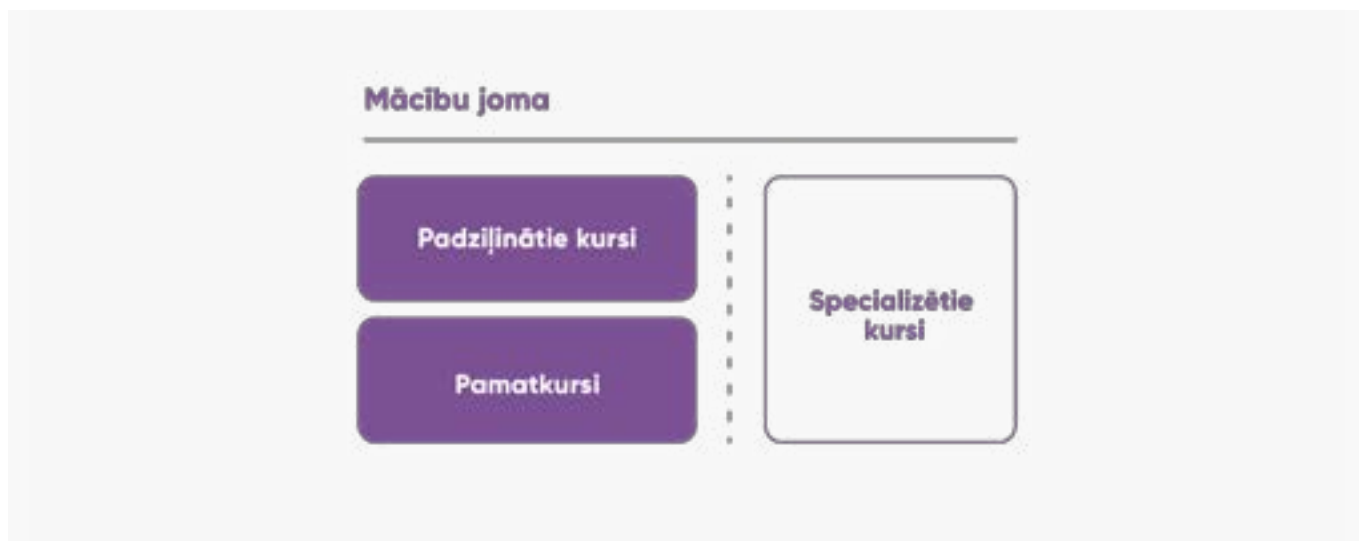 Mācību joma
Padziļinātie kursi
Pamatkursi
Specializētie
kursi